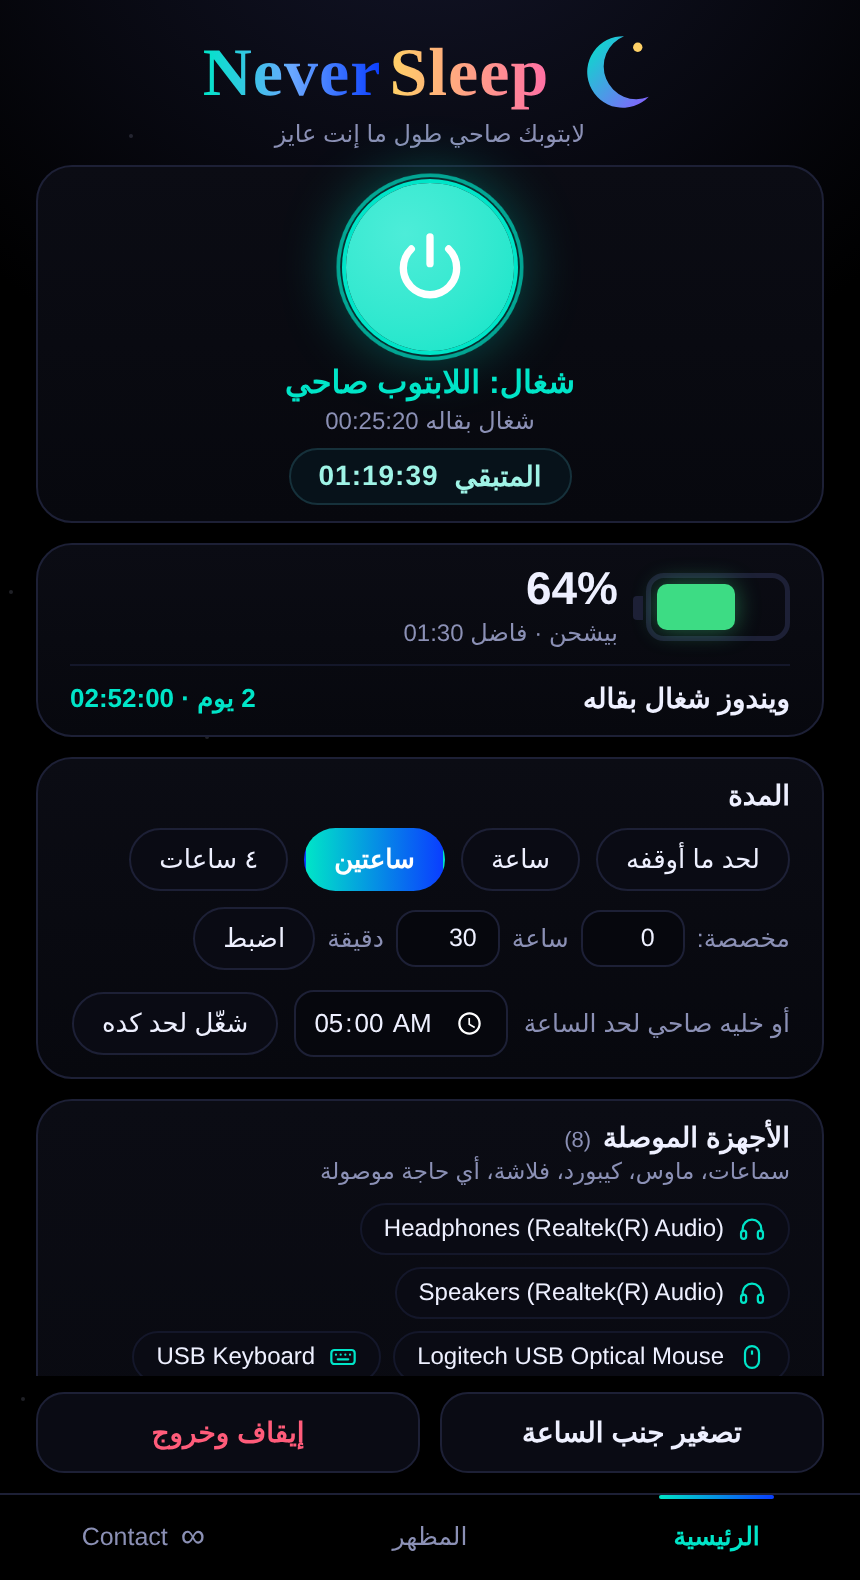 Never Sleep
لابتوبك صاحي طول ما إنت عايز
شغال: اللابتوب صاحي
شغال بقاله 00:25:20
المتبقي 01:19:39
64%
بيشحن · فاضل 01:30
ويندوز شغال بقاله
2 يوم · 02:52:00
المدة
لحد ما أوقفه
ساعة
ساعتين
٤ ساعات
مخصصة: 0 ساعة 30 دقيقة اضبط
أو خليه صاحي لحد الساعة 05:00 AM شغّل لحد كده
الأجهزة الموصلة (8)
سماعات، ماوس، كيبورد، فلاشة، أي حاجة موصولة
Headphones (Realtek(R) Audio)
Speakers (Realtek(R) Audio)
Logitech USB Optical Mouse
USB Keyboard
تصغير جنب الساعة
إيقاف وخروج
الرئيسية
المظهر
Contact ∞